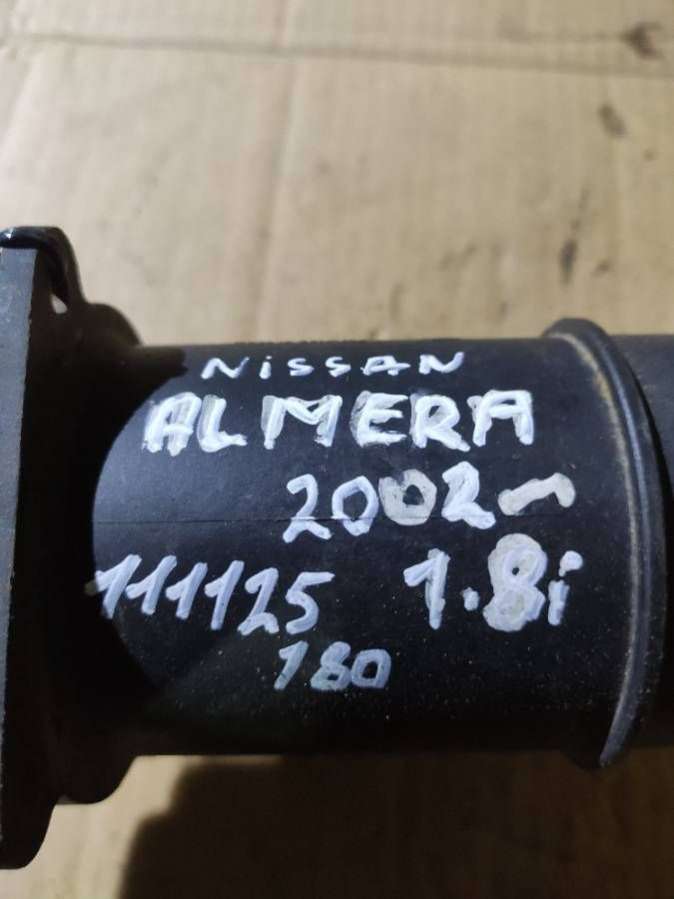 NiSSAN
ALMERA
2002-
111125 1.8i
180